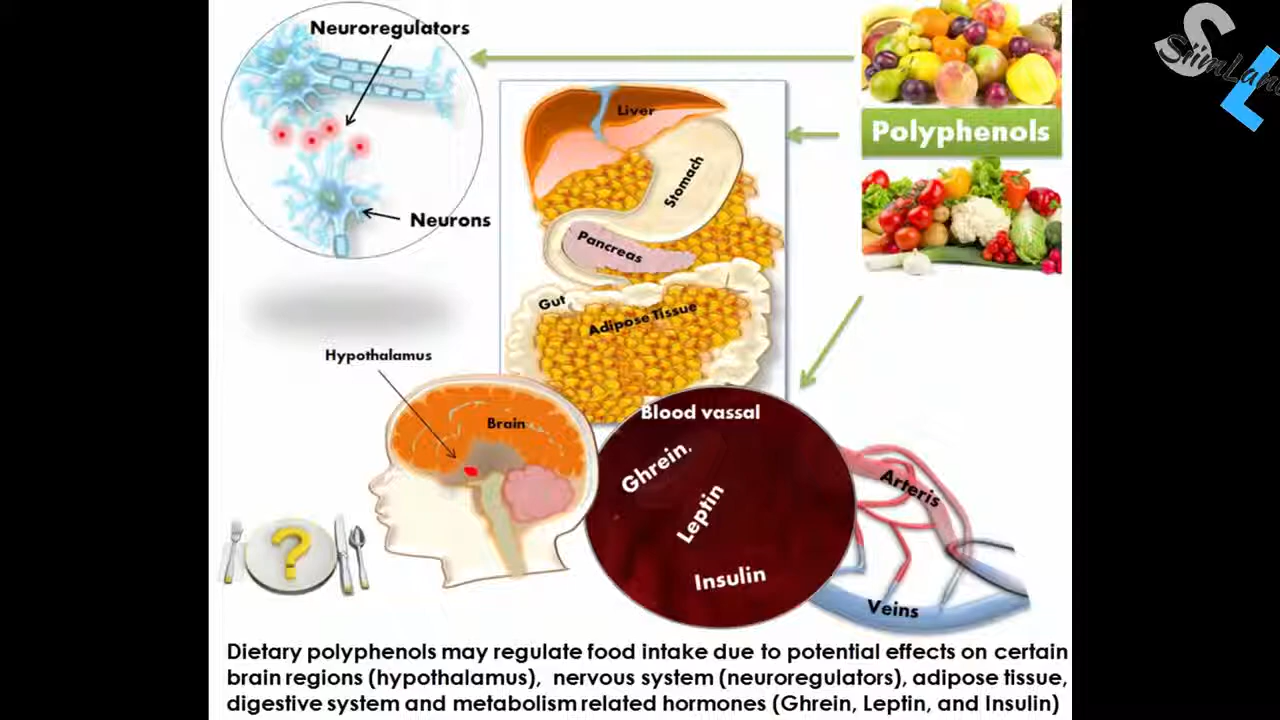 Neuroregulators
Neurons
Liver
Stomach
Pancreas
Gut
Adipose Tissue
Polyphenols
Hypothalamus
Brain
Blood vassal
Ghrein,
Leptin
Insulin
Arteris
Veins
?
Dietary polyphenols may regulate food intake due to potential effects on certain
brain regions (hypothalamus), nervous system (neuroregulators), adipose tissue,
digestive system and metabolism related hormones (Ghrein, Leptin, and Insulin)
SL